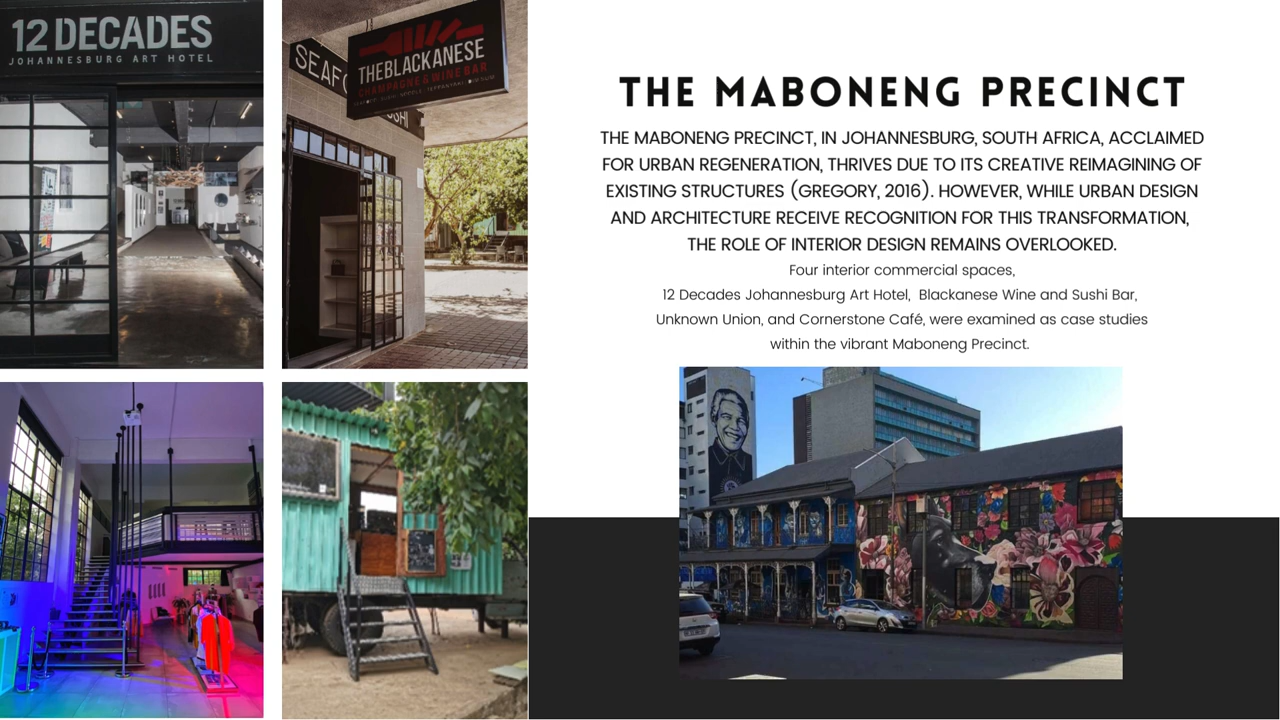 12 DECADES
JOHANNESBURG ART HOTEL
SEAFO
THEBLACKANESE
CHAMPAGNE & WINE BAR
THE MABONENG PRECINCT
THE MABONENG PRECINCT, IN JOHANNESBURG, SOUTH AFRICA, ACCLAIMED
FOR URBAN REGENERATION, THRIVES DUE TO ITS CREATIVE REIMAGINING OF
EXISTING STRUCTURES (GREGORY, 2016). HOWEVER, WHILE URBAN DESIGN
AND ARCHITECTURE RECEIVE RECOGNITION FOR THIS TRANSFORMATION,
THE ROLE OF INTERIOR DESIGN REMAINS OVERLOOKED.
Four interior commercial spaces,
12 Decades Johannesburg Art Hotel,  Blackanese Wine and Sushi Bar,
Unknown Union, and Cornerstone Café, were examined as case studies
within the vibrant Maboneng Precinct.